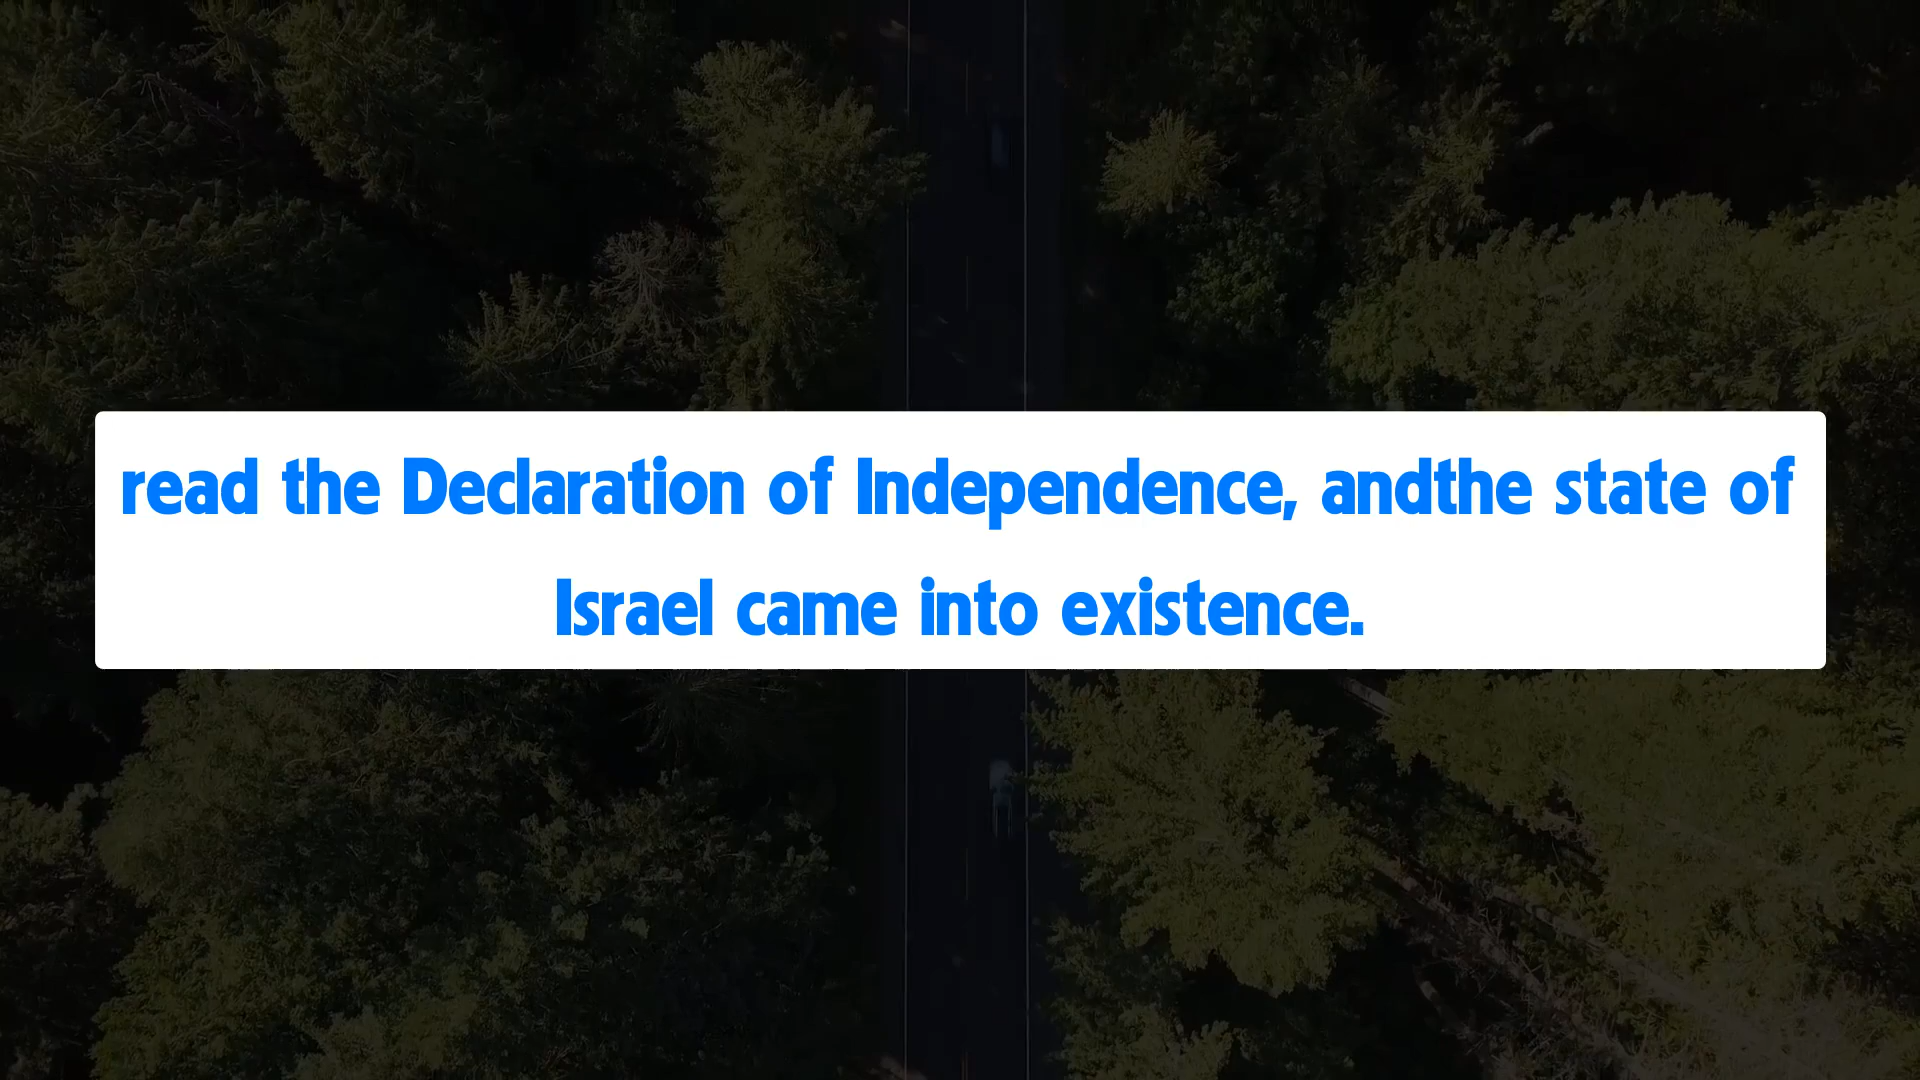 read the Declaration of Independence, andthe state of
Israel came into existence.